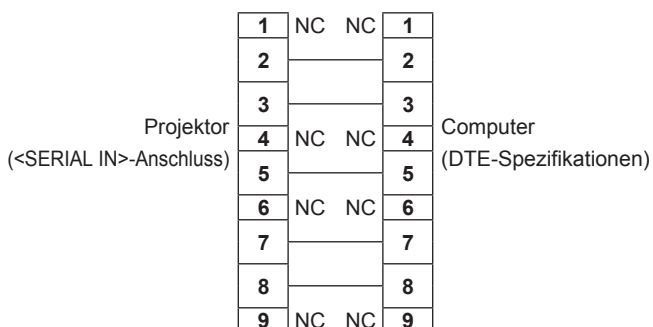 1 NC NC 1
2 2
3 3
Projektor
4 NC NC 4
Computer
(<SERIAL IN>-Anschluss)
(DTE-Spezifikationen)
5 5
6 NC NC 6
7 7
8 8
9 NC NC 9